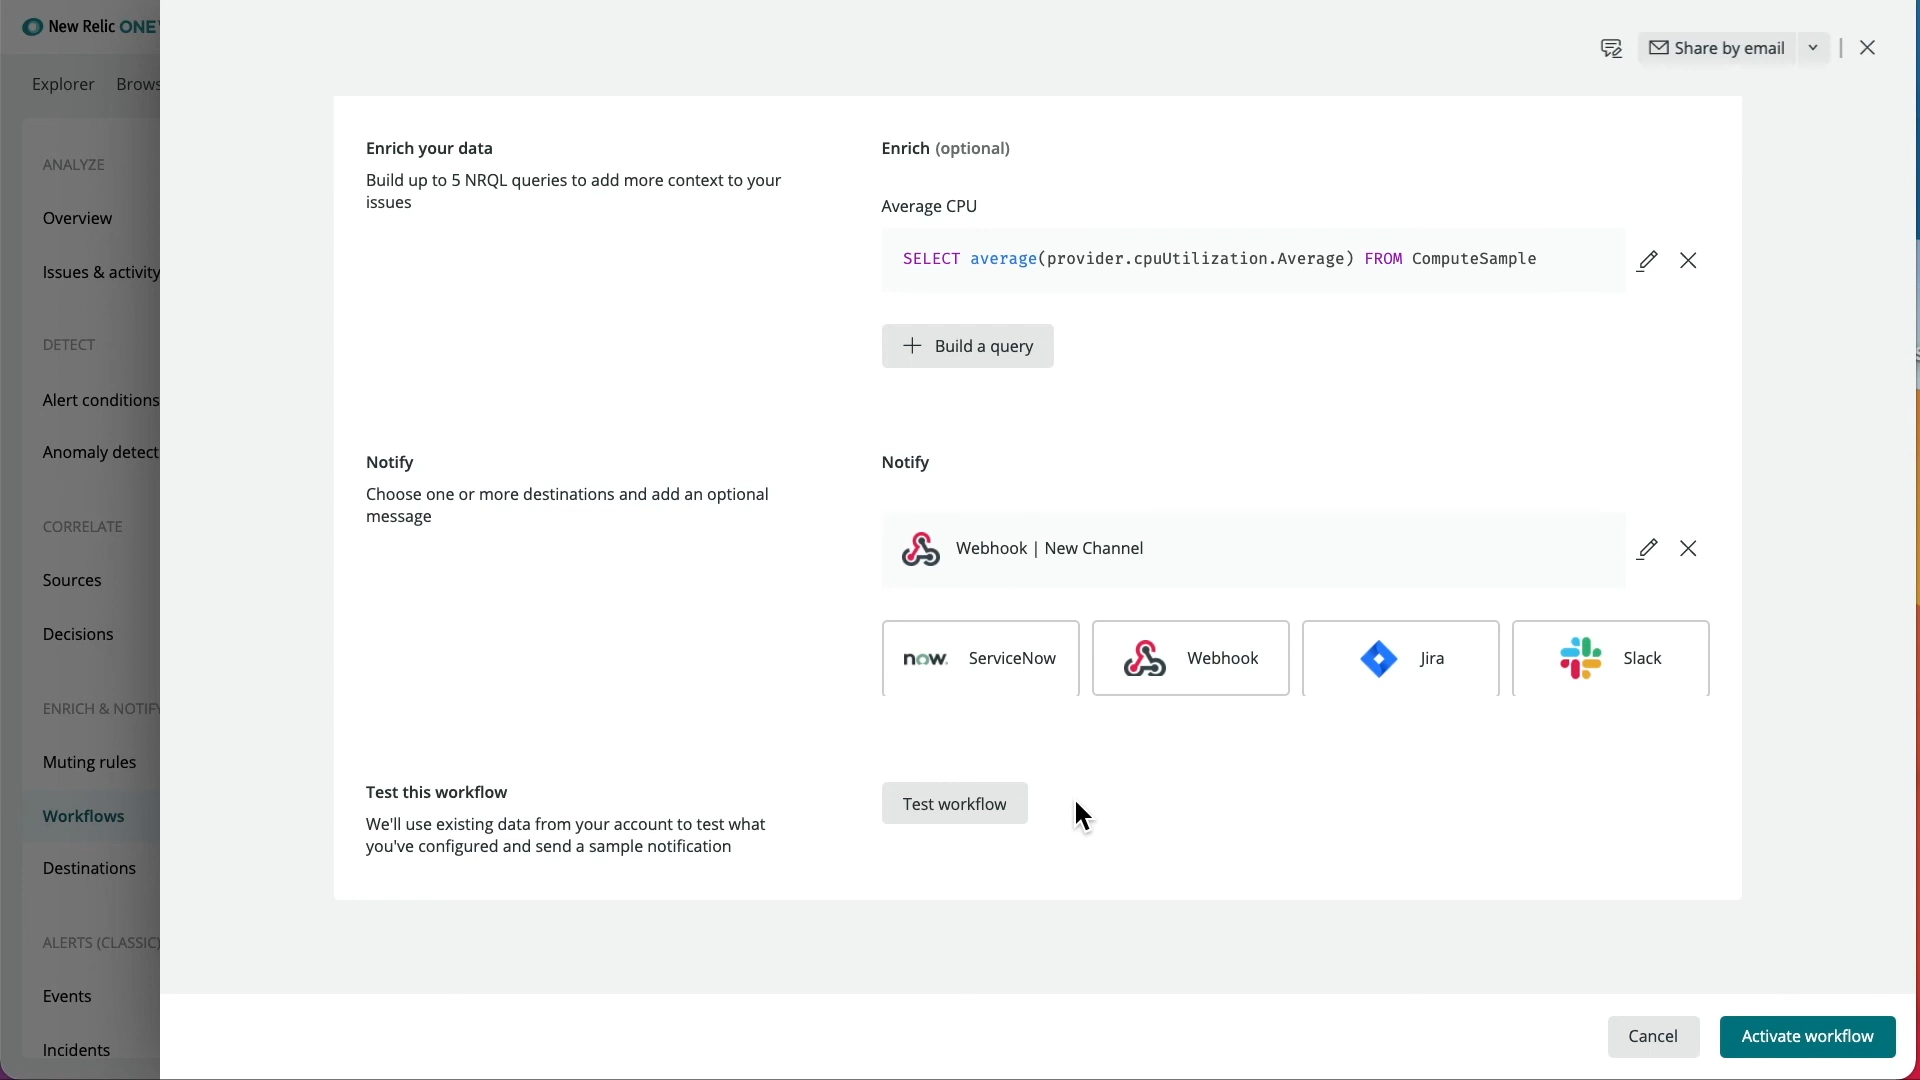 New Relic ONE
Share by email
Explorer Brows
ANALYZE
Overview
Issues & activity
DETECT
Alert conditions
Anomaly detect
CORRELATE
Sources
Decisions
ENRICH & NOTIFY
Muting rules
Workflows
Destinations
ALERTS (CLASSIC)
Events
Incidents
Enrich your data
Build up to 5 NRQL queries to add more context to your
issues
Enrich (optional)
Average CPU
SELECT average(provider.cpuUtilization.Average) FROM ComputeSample
Build a query
Notify
Choose one or more destinations and add an optional
message
Notify
Webhook | New Channel
now. ServiceNow
Webhook
Jira
Slack
Test this workflow
We'll use existing data from your account to test what
you've configured and send a sample notification
Test workflow
Cancel
Activate workflow